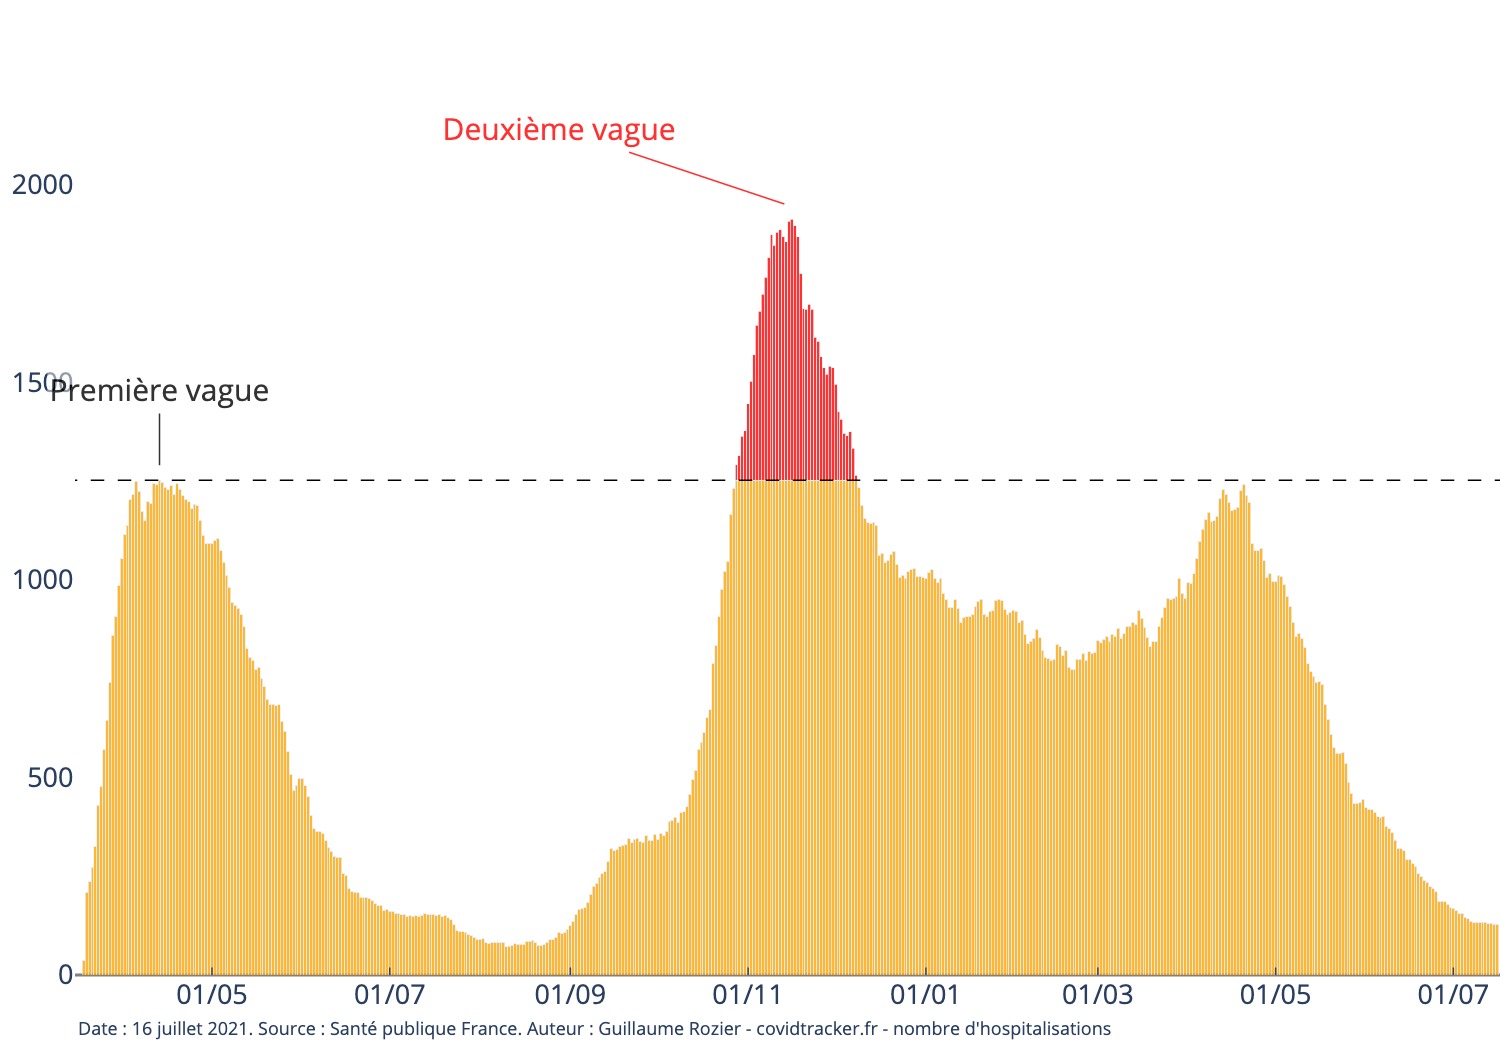 Deuxième vague
2000
1500
Première vague
1000
500
0
01/05 01/07 01/09 01/11 01/01 01/03 01/05 01/07
Date : 16 juillet 2021. Source : Santé publique France. Auteur : Guillaume Rozier - covidtracker.fr - nombre d'hospitalisations